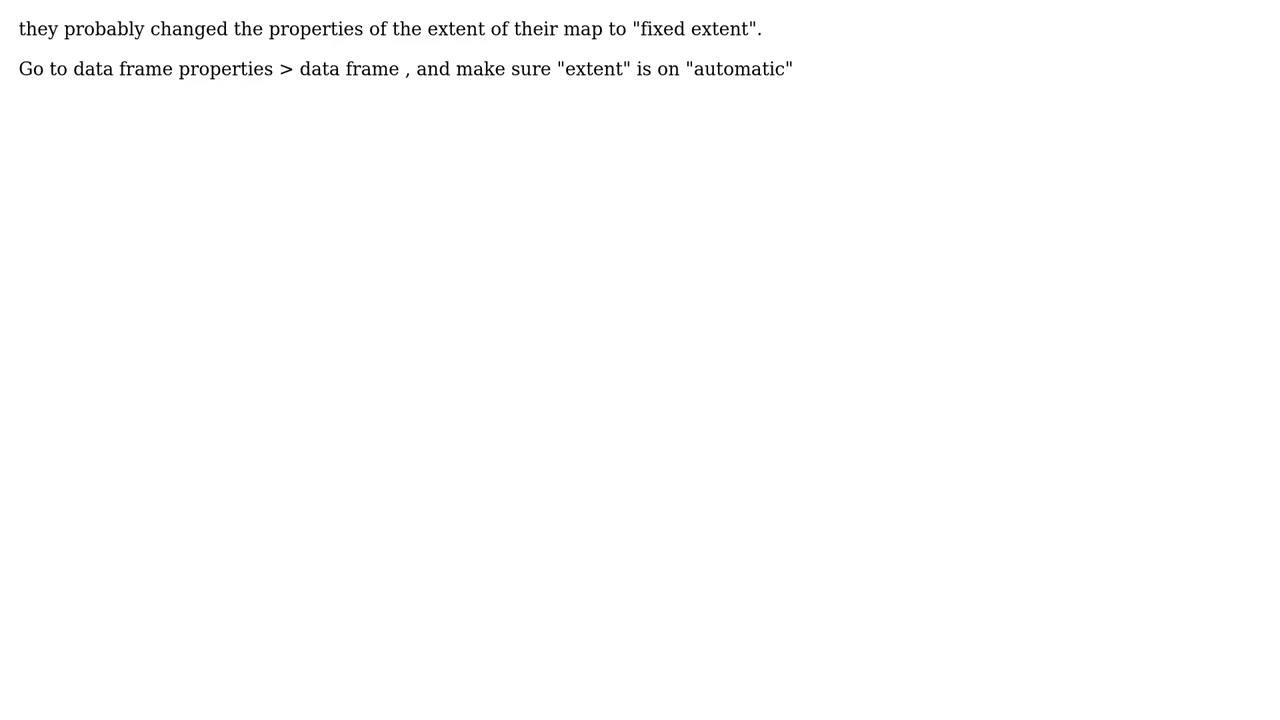 they probably changed the properties of the extent of their map to "fixed extent".
Go to data frame properties > data frame , and make sure "extent" is on "automatic"